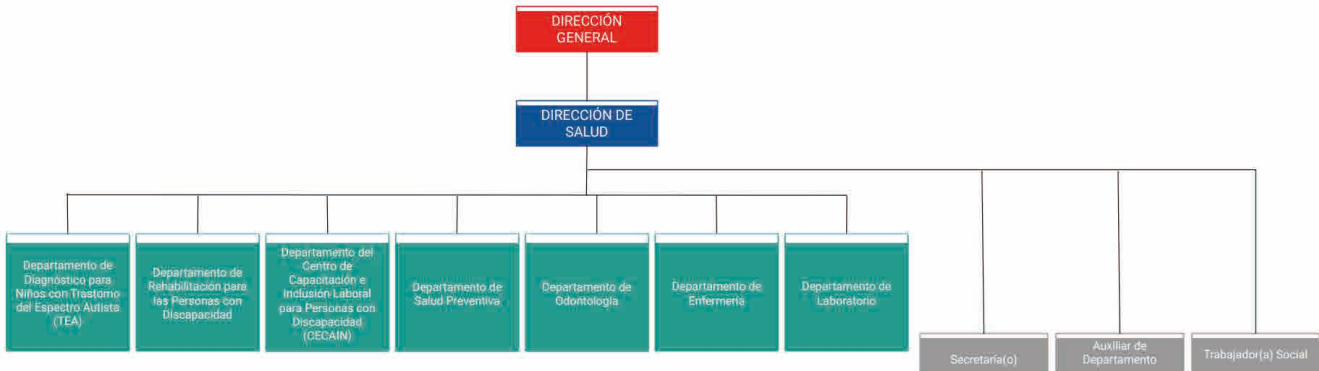 DIRECCIÓN
GENERAL
DIRECCIÓN DE
SALUD
Departamento de
Diagnóstico para
Niños con Trastorno
del Espectro Autista
(TEA)
Departamento de
Rehabilitación para
las Personas con
Discapacidad
Departamento del
Centro de
Capacitación e
Inclusión Laboral
para Personas con
Discapacidad
(CECAIN)
Departamento de
Salud Preventiva
Departamento de
Odontología
Departamento de
Enfermería
Departamento de
Laboratorio
Secretaría(o)
Auxiliar de
Departamento
Trabajador(a) Social